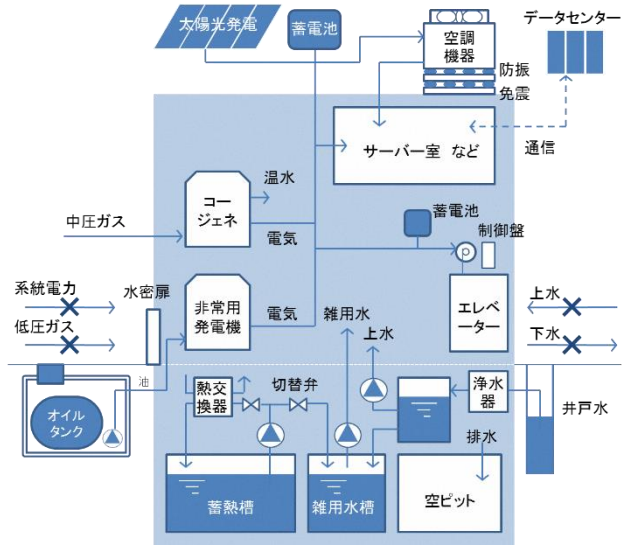 太陽光発電
蓄電池
空調
機器
防振
免震
データセンター
通信
サーバー室 など
コー
ジェネ
温水
中圧ガス
電気
蓄電池
制御盤
P
系統電力
低圧ガス
水密扉
非常用
発電機
電気
雑用水
上水
エレ
ベーター
上水
下水
油
オイル
タンク
熱交
換器
切替弁
浄水
器
井戸水
排水
蓄熱槽
雑用水槽
空ピット